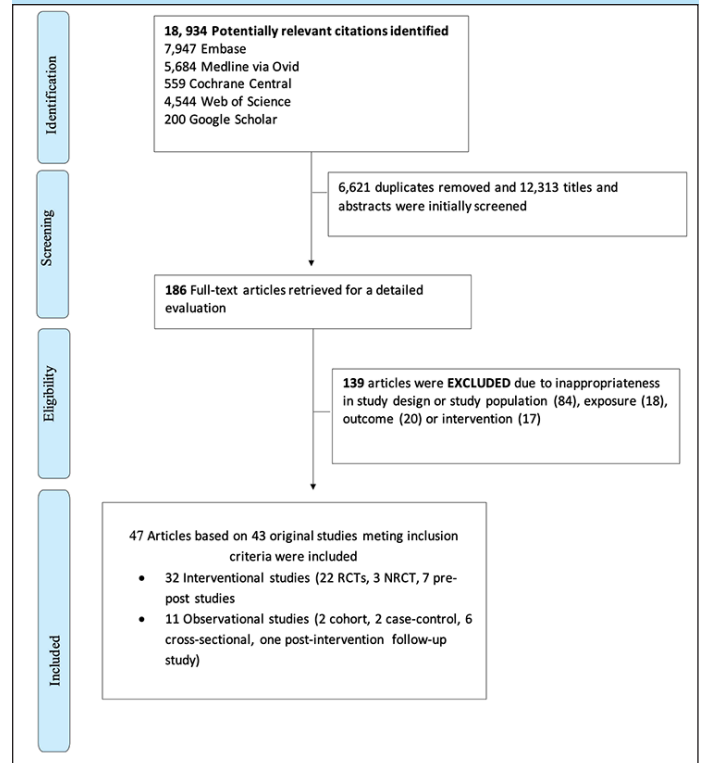 Identification
18, 934 Potentially relevant citations identified
7,947 Embase
5,684 Medline via Ovid
559 Cochrane Central
4,544 Web of Science
200 Google Scholar
Screening
6,621 duplicates removed and 12,313 titles and
abstracts were initially screened
186 Full-text articles retrieved for a detailed
evaluation
Eligibility
139 articles were EXCLUDED due to inappropriateness
in study design or study population (84), exposure (18),
outcome (20) or intervention (17)
Included
47 Articles based on 43 original studies meting inclusion
criteria were included
• 32 Interventional studies (22 RCTs, 3 NRCT, 7 pre-
post studies
• 11 Observational studies (2 cohort, 2 case-control, 6
cross-sectional, one post-intervention follow-up
study)